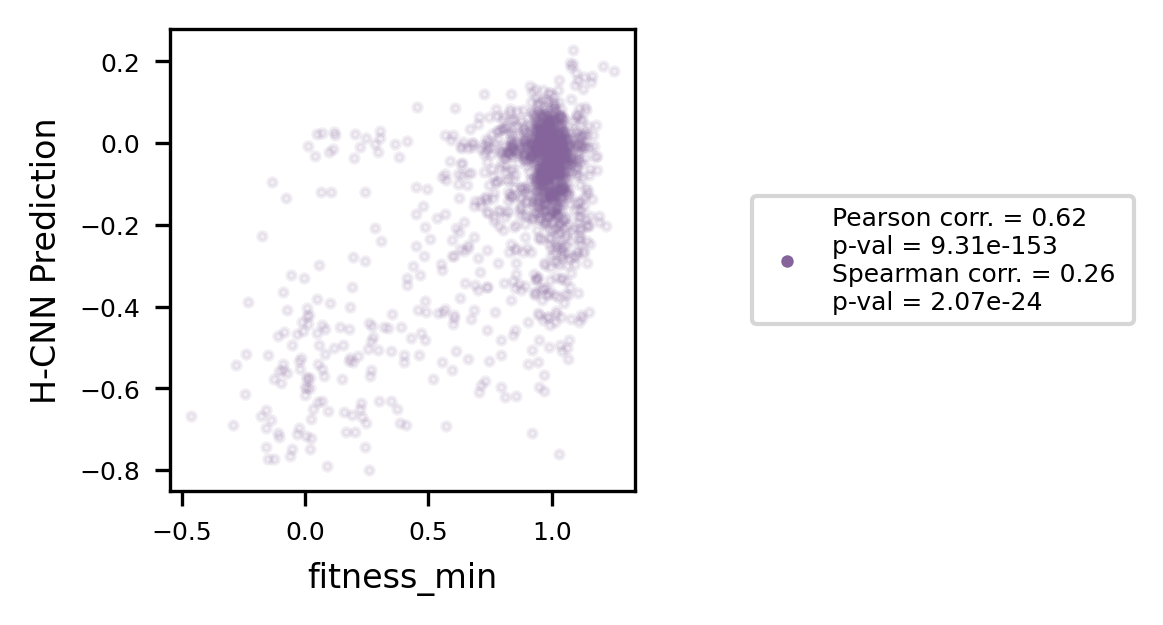 H-CNN Prediction
0.2
0.0
−0.2
−0.4
−0.6
−0.8
−0.5
0.0
0.5
1.0
fitness_min
Pearson corr. = 0.62
p-val = 9.31e-153
Spearman corr. = 0.26
p-val = 2.07e-24